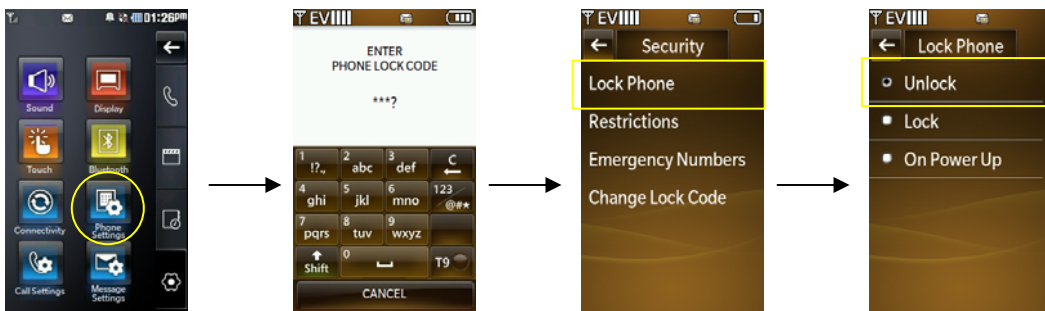 01:26PM
Sound
Display
Touch
Bluetooth
Connectivity
Phone
Settings
Call Settings
Message
Settings
EV
ENTER
PHONE LOCK CODE
***?
1 !?., 2 abc 3 def C
4 ghi 5 jkl 6 mno 123/@#*
7 pqrs 8 tuv 9 wxyz
Shift 0 T9
CANCEL
EV
Security
Lock Phone
Restrictions
Emergency Numbers
Change Lock Code
EV
Lock Phone
Unlock
Lock
On Power Up